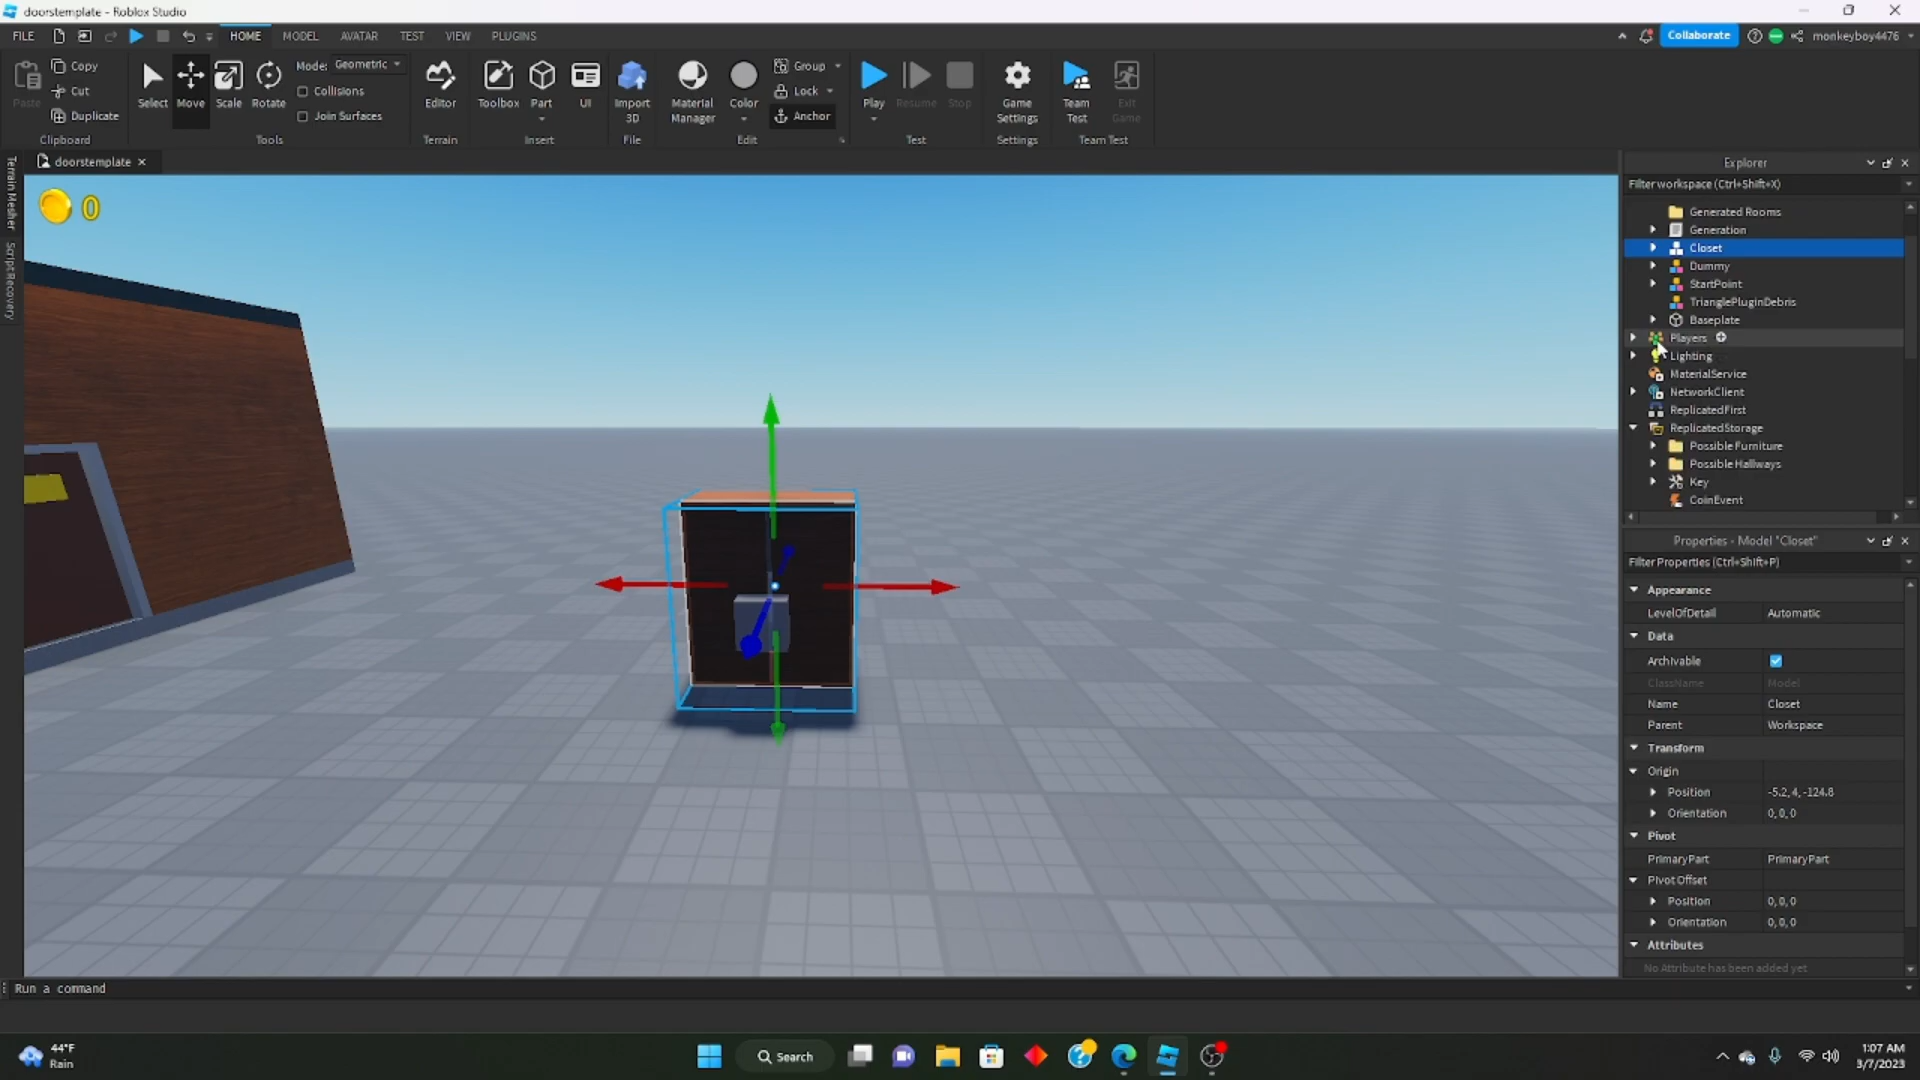 doorstemplate - Roblox Studio
FILE HOME MODEL AVATAR TEST VIEW PLUGINS Collaborate monkeyboy4476
Paste Copy Cut Duplicate Clipboard
Select Move Scale Rotate Mode: Geometric Collisions Join Surfaces Tools
Editor Terrain
Toolbox Part UI Insert
Import 3D File
Material Manager Color Group Lock Anchor Edit
Play Resume Stop Test
Game Settings Settings
Team Test Exit Game Team Test
doorstemplate
Terrain Mesher
Script Recovery
0
Explorer
Filter workspace (Ctrl+Shift+X)
Generated Rooms
Generation
Closet
Dummy
StartPoint
TrianglePluginDebris
Baseplate
Players
Lighting
MaterialService
NetworkClient
ReplicatedFirst
ReplicatedStorage
Possible Furniture
Possible Hallways
Key
CoinEvent
Properties - Model "Closet"
Filter Properties (Ctrl+Shift+P)
Appearance
LevelOfDetail Automatic
Data
Archivable
ClassName Model
Name Closet
Parent Workspace
Transform
Origin
Position -5.2, 4, -124.8
Orientation 0, 0, 0
Pivot
PrimaryPart PrimaryPart
Pivot Offset
Position 0, 0, 0
Orientation 0, 0, 0
Attributes
No Attribute has been added yet
Run a command
44°F
Rain
Search
1:07 AM
3/7/2023